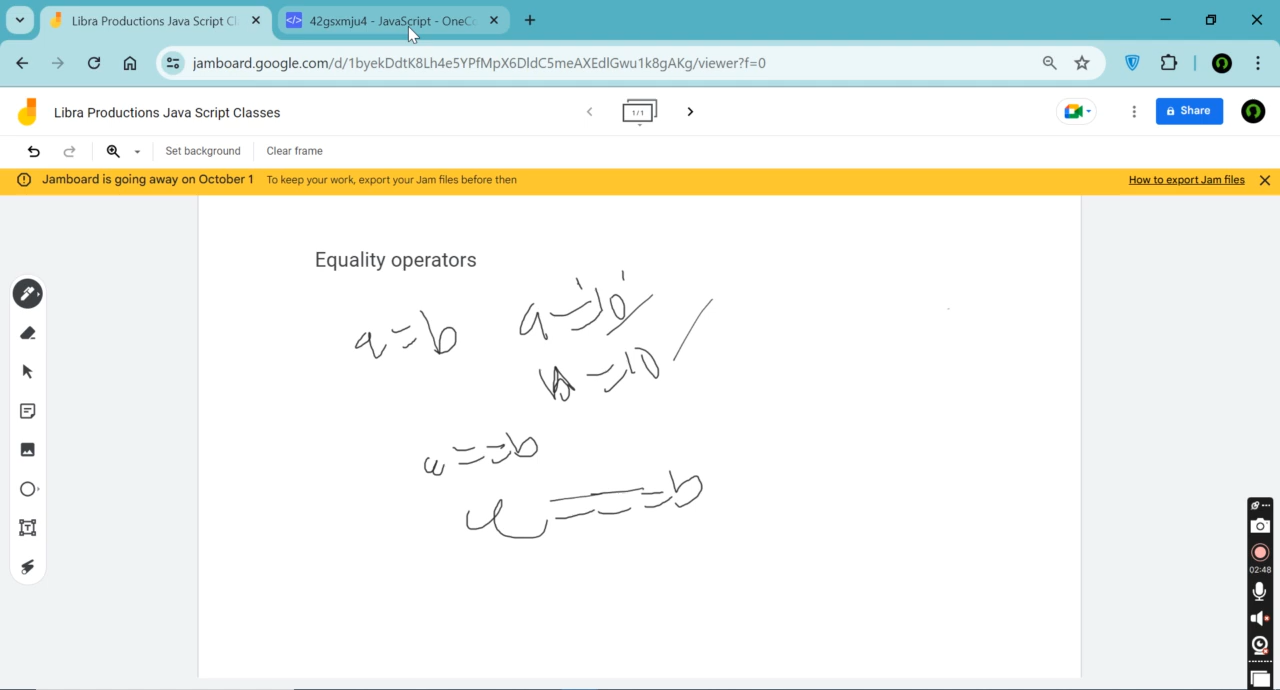 Libra Productions Java Script Cl
42gsxmju4 - JavaScript - OneCo
jamboard.google.com/d/1byekDdtK8Lh4e5YPfMpX6DldC5meAXEdlGwu1k8gAKg/viewer?f=0
Libra Productions Java Script Classes
1/1
Share
Set background
Clear frame
Jamboard is going away on October 1 To keep your work, export your Jam files before then
How to export Jam files
Equality operators
a=b
a='10'
b=10
a==b
a===b
02:48